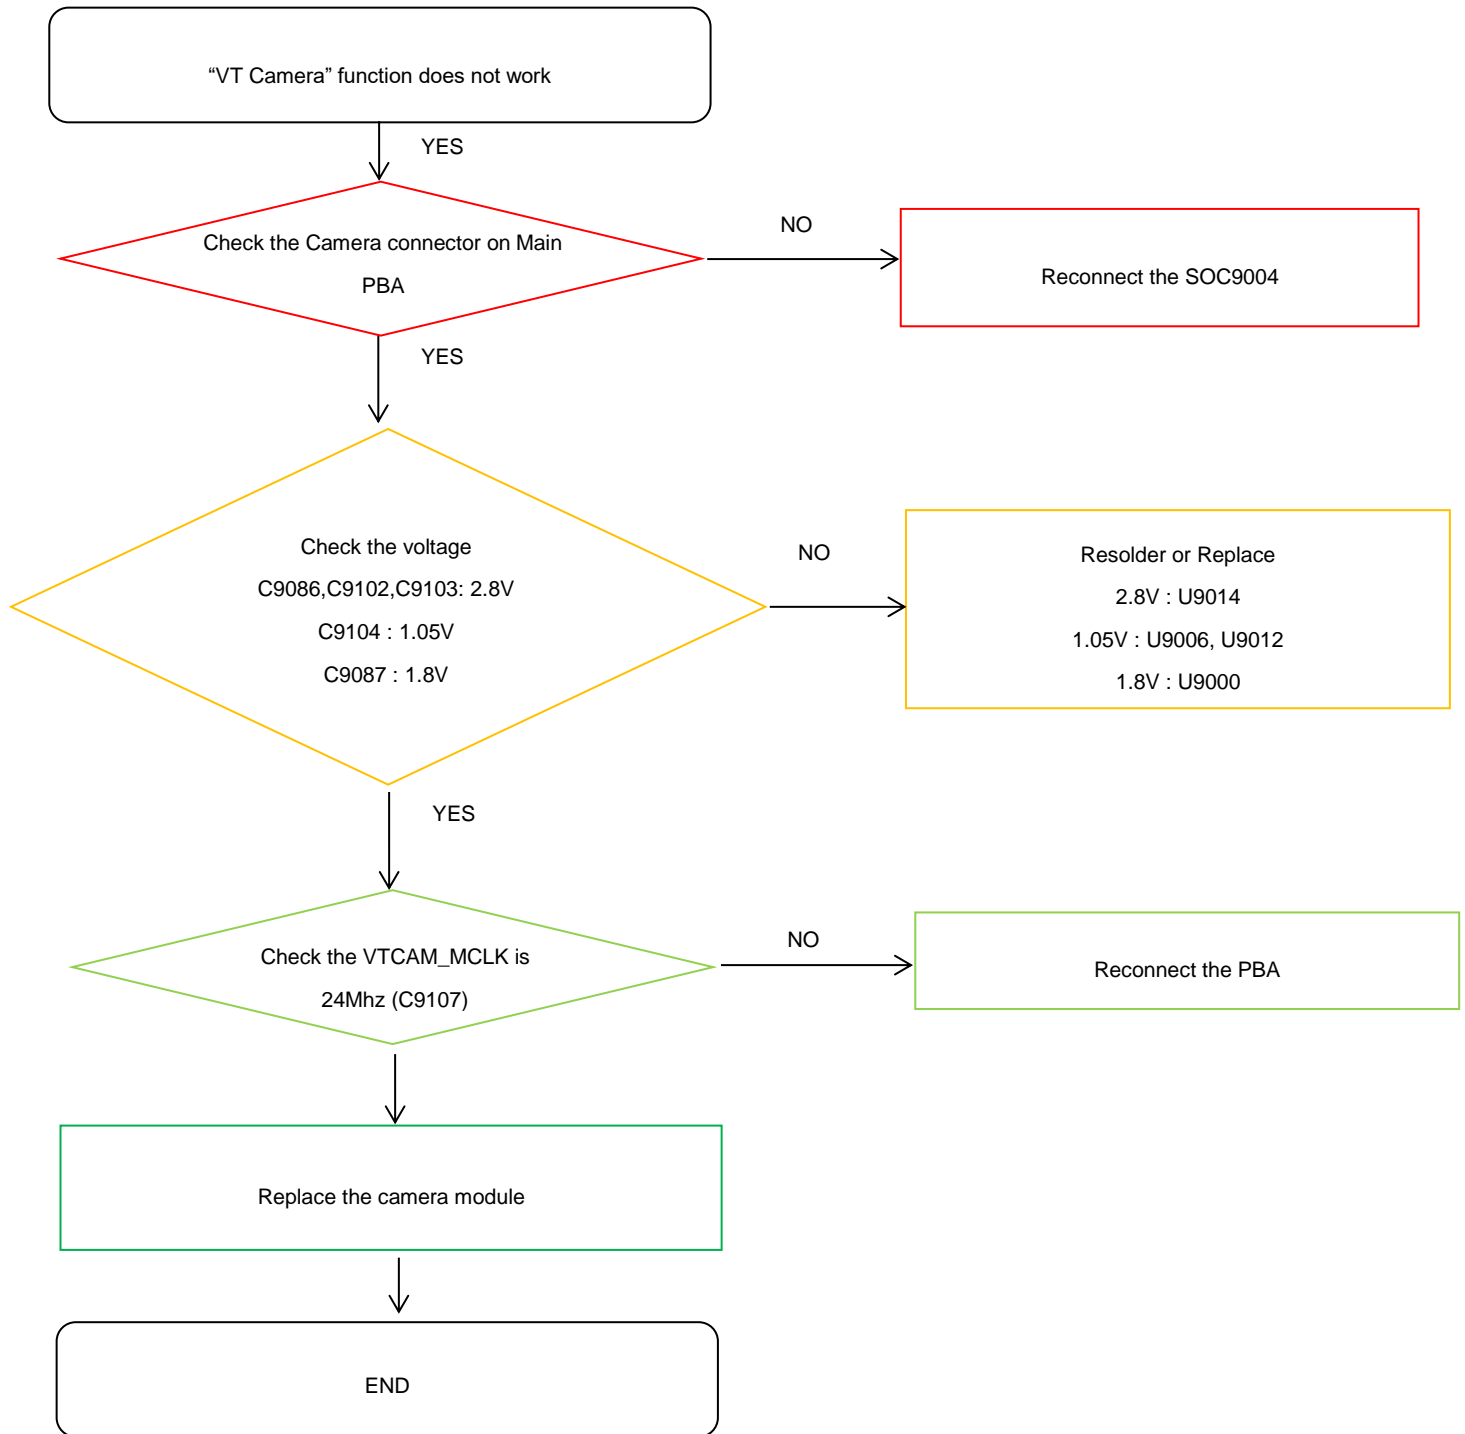 “VT Camera” function does not work
YES
Check the Camera connector on Main
PBA
NO
Reconnect the SOC9004
YES
Check the voltage
C9086,C9102,C9103: 2.8V
C9104 : 1.05V
C9087 : 1.8V
NO
Resolder or Replace
2.8V : U9014
1.05V : U9006, U9012
1.8V : U9000
YES
Check the VTCAM_MCLK is
24Mhz (C9107)
NO
Reconnect the PBA
Replace the camera module
END